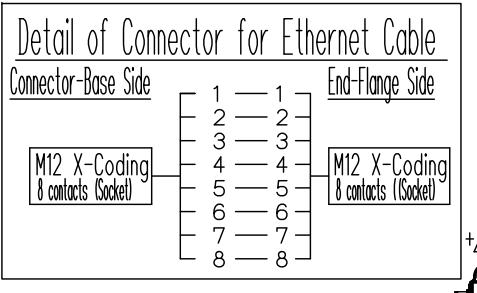 Detail of Connector for Ethernet Cable
Connector-Base Side
End-Flange Side
1 — 1
2 — 2
3 — 3
4 — 4
5 — 5
6 — 6
7 — 7
8 — 8
M12 X-Coding
8 contacts (Socket)
M12 X-Coding
8 contacts ((Socket)